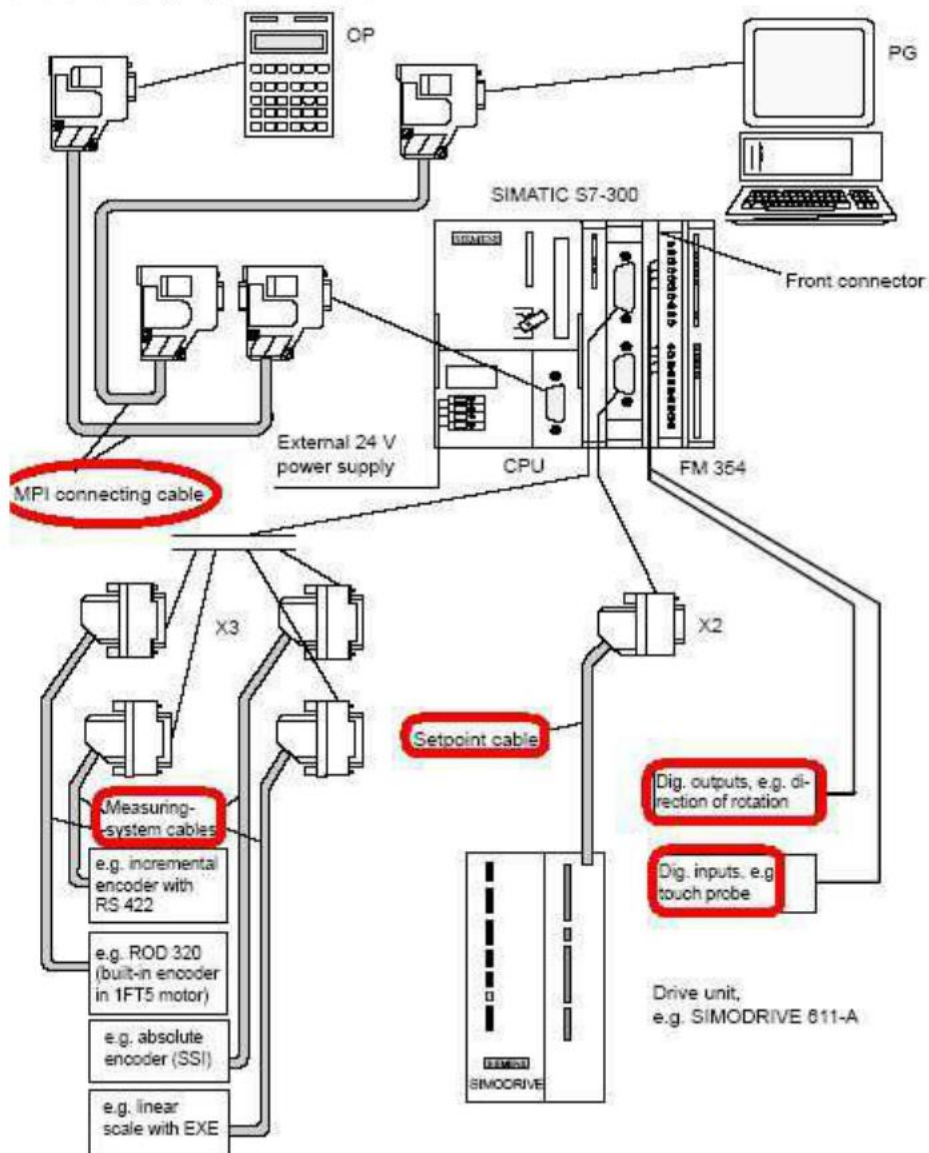 OP
PG
SIMATIC S7-300
SIEMENS
Front connector
External 24 V
power supply
CPU
FM 354
MPI connecting cable
X3
X2
Setpoint cable
Measuring-
-system cables
Dig. outputs, e.g. di-
rection of rotation
Dig. inputs, e.g
touch probe
e.g. incremental
encoder with
RS 422
e.g. ROD 320
(built-in encoder
in 1FT5 motor)
e.g. absolute
encoder (SSI)
e.g. linear
scale with EXE
Drive unit,
e.g. SIMODRIVE 611-A
SIEMENS
SIMODRIVE